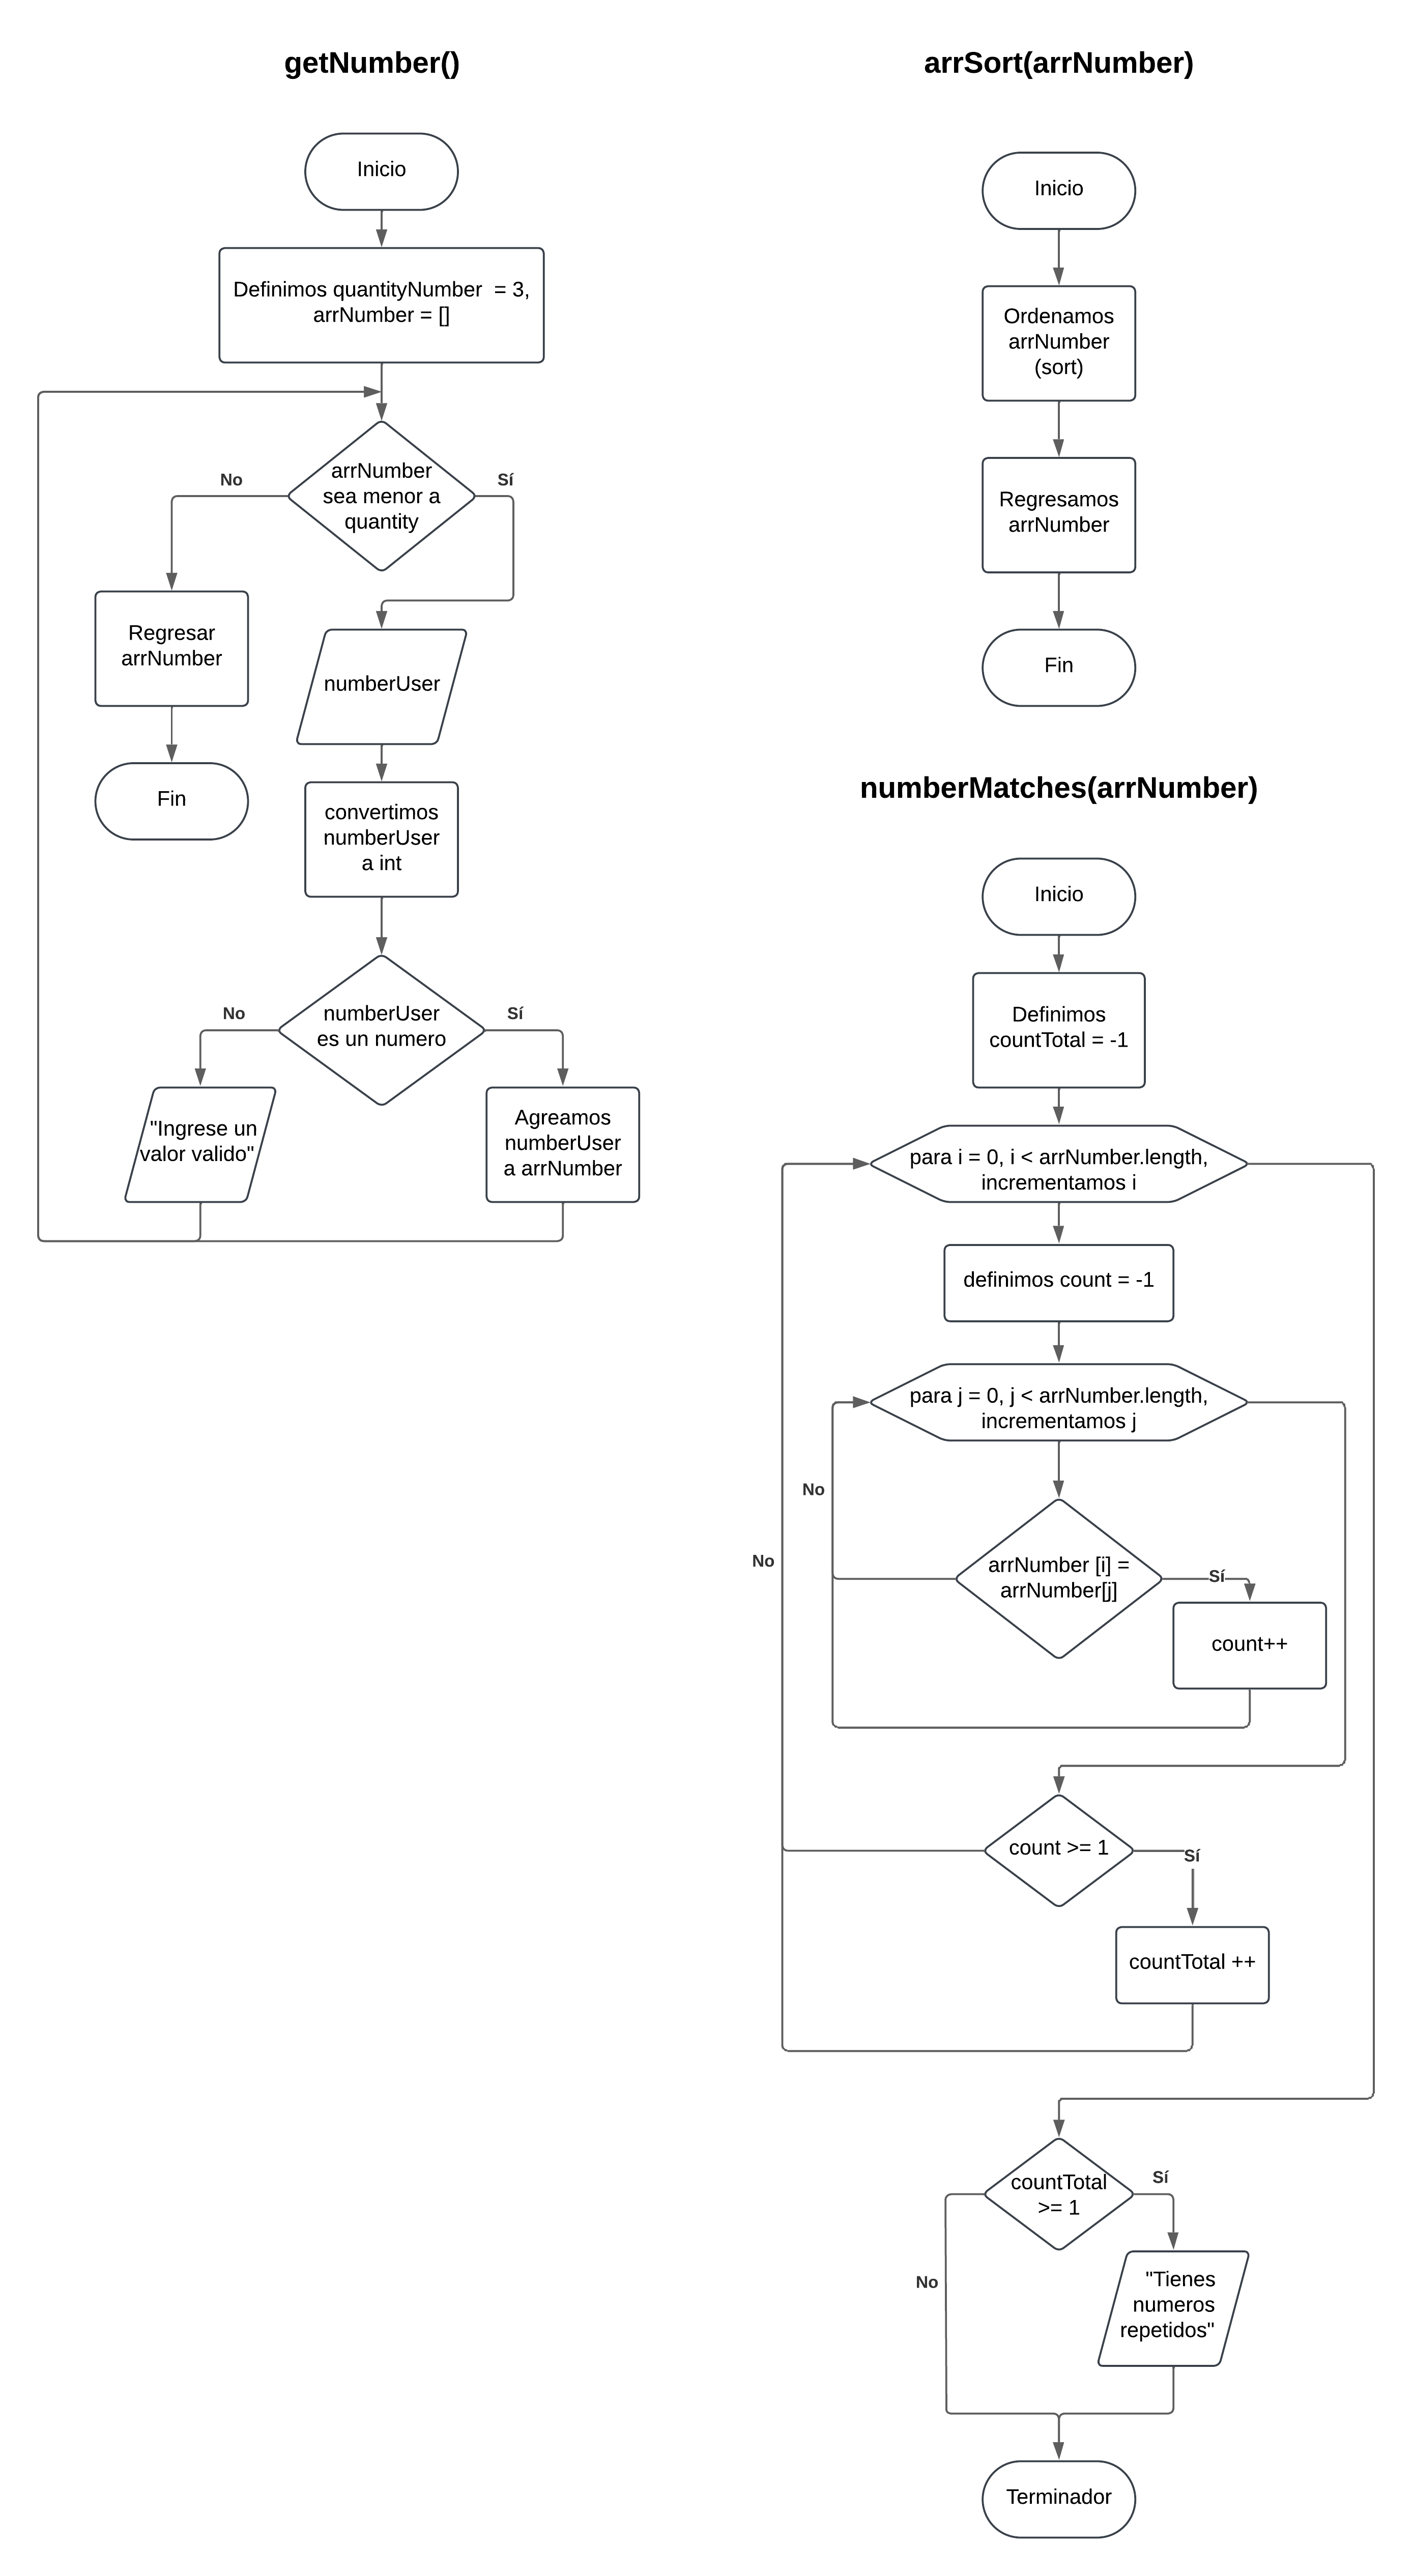 getNumber()
Inicio
Definimos quantityNumber  = 3,
arrNumber = []
arrNumber
sea menor a
quantity
No
Sí
Regresar
arrNumber
Fin
numberUser
convertimos
numberUser
a int
numberUser
es un numero
No
Sí
"Ingrese un
valor valido"
Agreamos
numberUser
a arrNumber
arrSort(arrNumber)
Inicio
Ordenamos
arrNumber
(sort)
Regresamos
arrNumber
Fin
numberMatches(arrNumber)
Inicio
Definimos
countTotal = -1
para i = 0, i < arrNumber.length,
incrementamos i
definimos count = -1
para j = 0, j < arrNumber.length,
incrementamos j
No
No
arrNumber [i] =
arrNumber[j]
Sí
count++
count >= 1
Sí
countTotal ++
countTotal
>= 1
Sí
No
"Tienes
numeros
repetidos"
Terminador